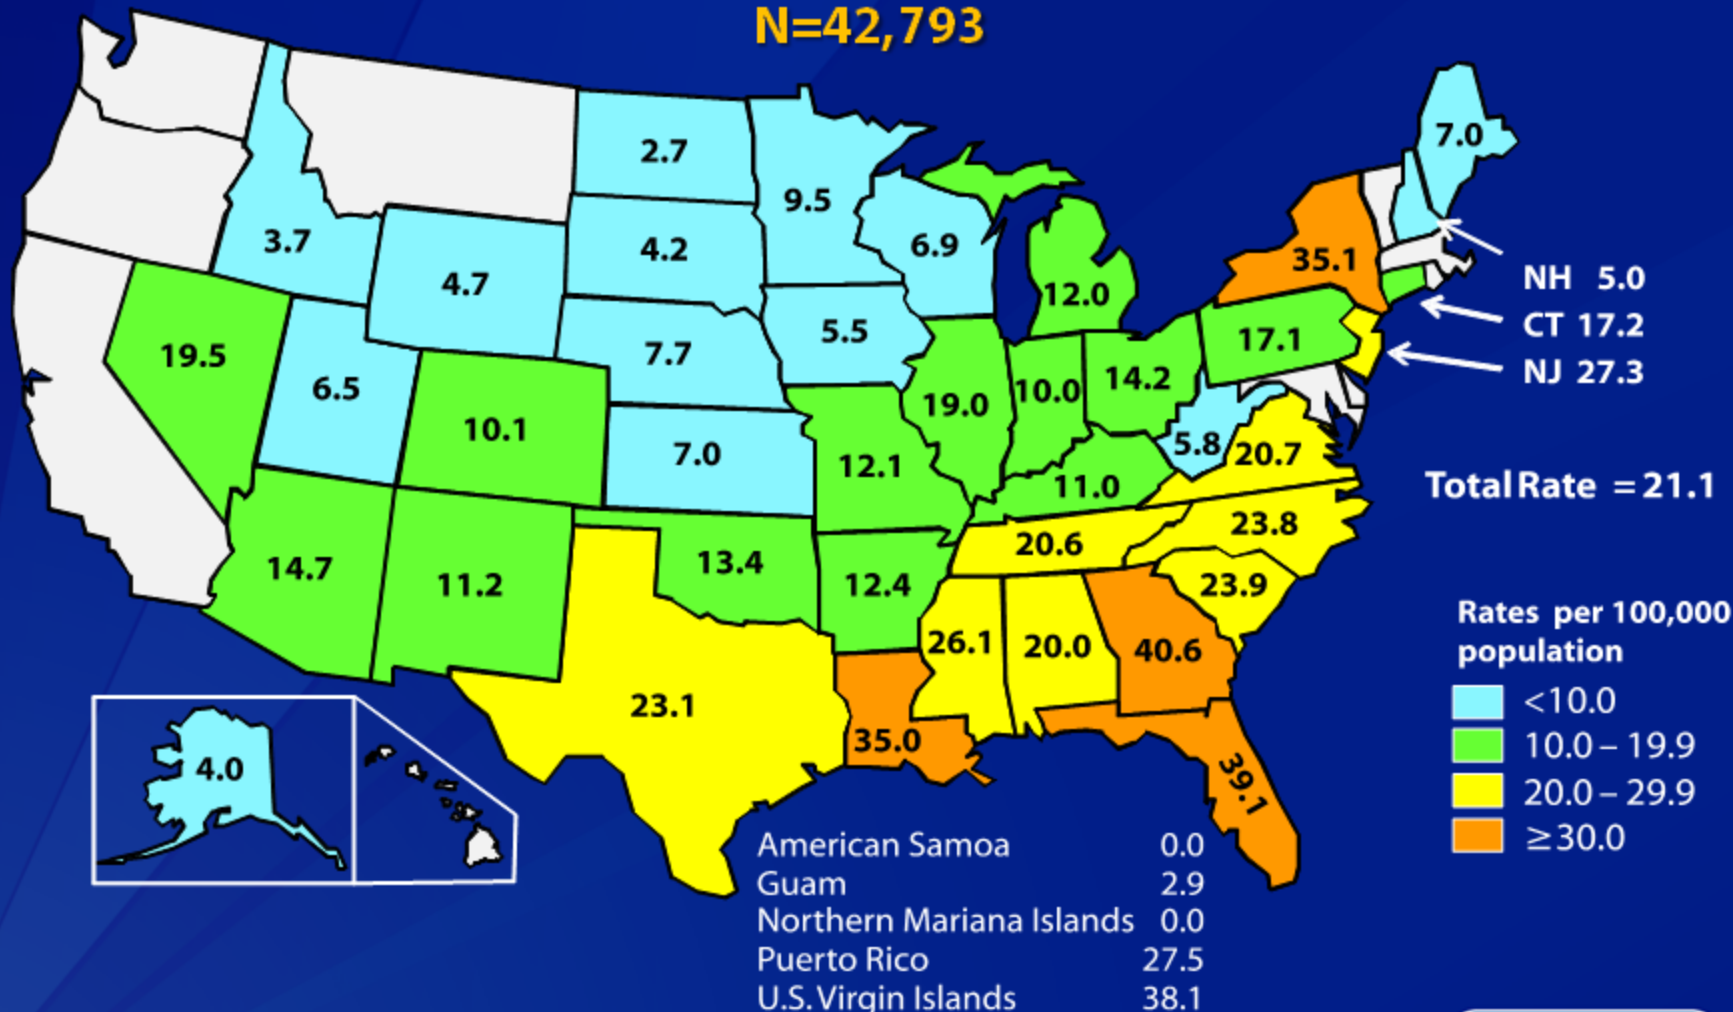 N=42,793
7.0
2.7
9.5
3.7
4.2
6.9
35.1
4.7
12.0
NH 5.0
CT 17.2
NJ 27.3
19.5
7.7
5.5
17.1
6.5
10.1
19.0
10.0
14.2
7.0
12.1
5.8
20.7
11.0
Total Rate = 21.1
14.7
11.2
13.4
12.4
20.6
23.8
23.9
26.1
20.0
40.6
23.1
35.0
39.1
4.0
Rates per 100,000
population
<10.0
10.0 – 19.9
20.0 – 29.9
≥30.0
American Samoa 0.0
Guam 2.9
Northern Mariana Islands 0.0
Puerto Rico 27.5
U.S. Virgin Islands 38.1